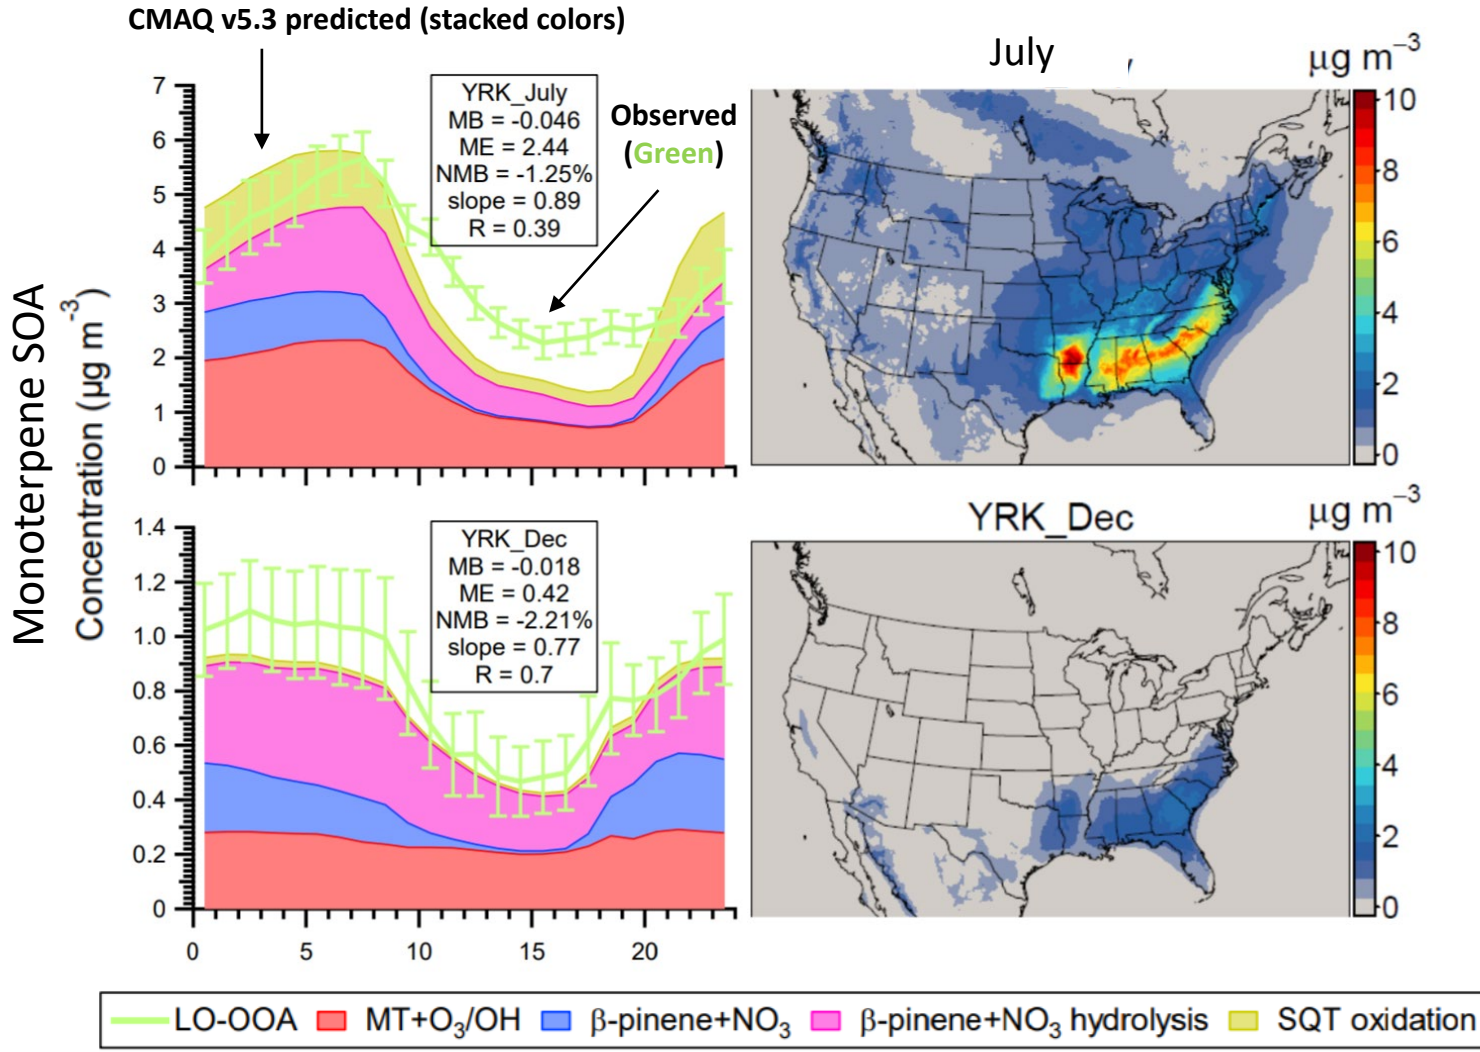 CMAQ v5.3 predicted (stacked colors)
Monoterpene SOA
Concentration (µg m⁻³)
7
6
5
4
3
2
1
0
YRK_July
MB = -0.046
ME = 2.44
NMB = -1.25%
slope = 0.89
R = 0.39
Observed
(Green)
July
µg m⁻³
10
8
6
4
2
0
1.4
1.2
1.0
0.8
0.6
0.4
0.2
0
0 5 10 15 20
YRK_Dec
MB = -0.018
ME = 0.42
NMB = -2.21%
slope = 0.77
R = 0.7
YRK_Dec
µg m⁻³
10
8
6
4
2
0
LO-OOA MT+O₃/OH β-pinene+NO₃ β-pinene+NO₃ hydrolysis SQT oxidation